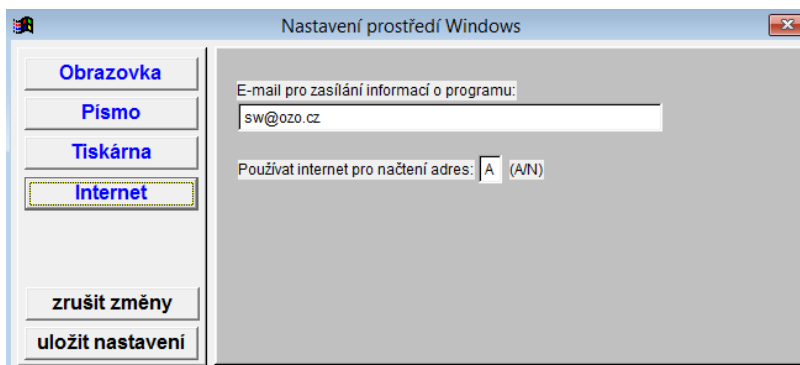 Nastavení prostředí Windows
Obrazovka
Písmo
Tiskárna
Internet
zrušit změny
uložit nastavení
E-mail pro zasílání informací o programu:
sw@ozo.cz
Používat internet pro načtení adres: A (A/N)